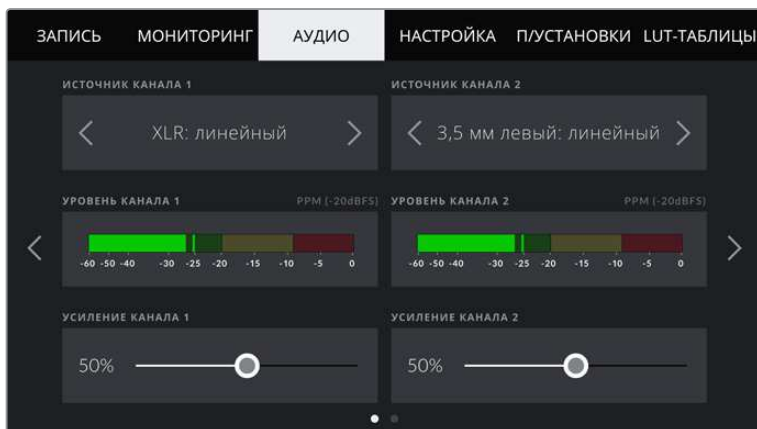 ЗАПИСЬ МОНИТОРИНГ АУДИО НАСТРОЙКА П/УСТАНОВКИ LUT-ТАБЛИЦЫ
ИСТОЧНИК КАНАЛА 1 ИСТОЧНИК КАНАЛА 2
XLR: линейный 3,5 мм левый: линейный
УРОВЕНЬ КАНАЛА 1 PPM (-20dBFS) УРОВЕНЬ КАНАЛА 2 PPM (-20dBFS)
-60 -50 -40 -30 -25 -20 -15 -10 -5 0 -60 -50 -40 -30 -25 -20 -15 -10 -5 0
УСИЛЕНИЕ КАНАЛА 1 УСИЛЕНИЕ КАНАЛА 2
50% 50%